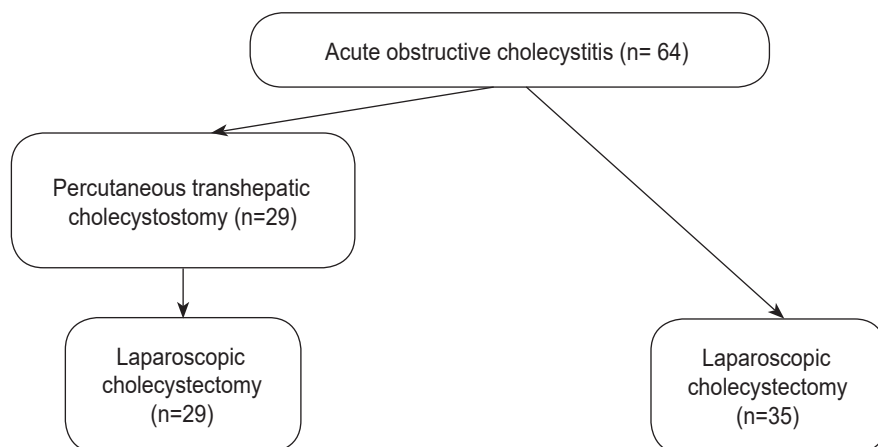 Acute obstructive cholecystitis (n= 64)
Percutaneous transhepatic
cholecystostomy (n=29)
Laparoscopic
cholecystectomy
(n=29)
Laparoscopic
cholecystectomy
(n=35)